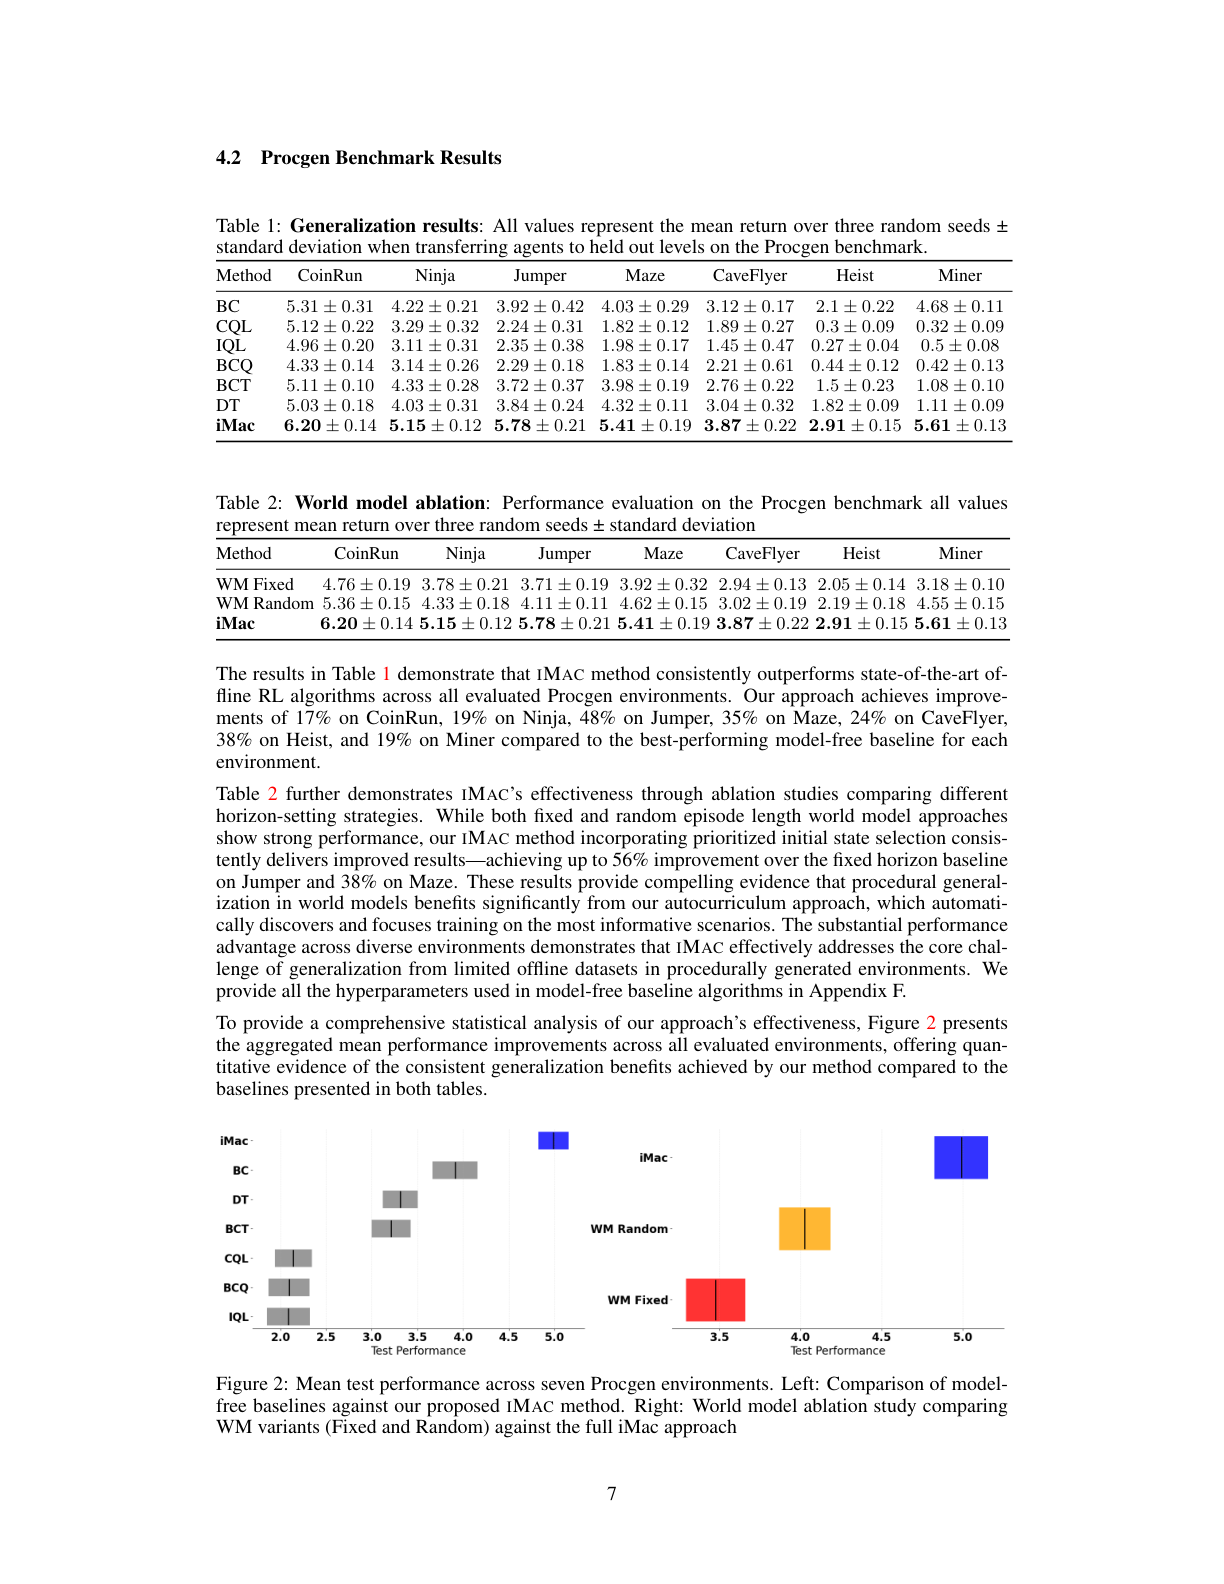 4.2 Procgen Benchmark Results
Table 1: Generalization results: All values represent the mean return over three random seeds ±
standard deviation when transferring agents to held out levels on the Procgen benchmark.
Method CoinRun Ninja Jumper Maze CaveFlyer Heist Miner
BC 5.31 ± 0.31 4.22 ± 0.21 3.92 ± 0.42 4.03 ± 0.29 3.12 ± 0.17 2.1 ± 0.22 4.68 ± 0.11
CQL 5.12 ± 0.22 3.29 ± 0.32 2.24 ± 0.31 1.82 ± 0.12 1.89 ± 0.27 0.3 ± 0.09 0.32 ± 0.09
IQL 4.96 ± 0.20 3.11 ± 0.31 2.35 ± 0.38 1.98 ± 0.17 1.45 ± 0.47 0.27 ± 0.04 0.5 ± 0.08
BCQ 4.33 ± 0.14 3.14 ± 0.26 2.29 ± 0.18 1.83 ± 0.14 2.21 ± 0.61 0.44 ± 0.12 0.42 ± 0.13
BCT 5.11 ± 0.10 4.33 ± 0.28 3.72 ± 0.37 3.98 ± 0.19 2.76 ± 0.22 1.5 ± 0.23 1.08 ± 0.10
DT 5.03 ± 0.18 4.03 ± 0.31 3.84 ± 0.24 4.32 ± 0.11 3.04 ± 0.32 1.82 ± 0.09 1.11 ± 0.09
iMac 6.20 ± 0.14 5.15 ± 0.12 5.78 ± 0.21 5.41 ± 0.19 3.87 ± 0.22 2.91 ± 0.15 5.61 ± 0.13
Table 2: World model ablation: Performance evaluation on the Procgen benchmark all values
represent mean return over three random seeds ± standard deviation
Method CoinRun Ninja Jumper Maze CaveFlyer Heist Miner
WM Fixed 4.76 ± 0.19 3.78 ± 0.21 3.71 ± 0.19 3.92 ± 0.32 2.94 ± 0.13 2.05 ± 0.14 3.18 ± 0.10
WM Random 5.36 ± 0.15 4.33 ± 0.18 4.11 ± 0.11 4.62 ± 0.15 3.02 ± 0.19 2.19 ± 0.18 4.55 ± 0.15
iMac 6.20 ± 0.14 5.15 ± 0.12 5.78 ± 0.21 5.41 ± 0.19 3.87 ± 0.22 2.91 ± 0.15 5.61 ± 0.13
The results in Table 1 demonstrate that IMAC method consistently outperforms state-of-the-art of-
fline RL algorithms across all evaluated Procgen environments. Our approach achieves improve-
ments of 17% on CoinRun, 19% on Ninja, 48% on Jumper, 35% on Maze, 24% on CaveFlyer,
38% on Heist, and 19% on Miner compared to the best-performing model-free baseline for each
environment.
Table 2 further demonstrates IMAC's effectiveness through ablation studies comparing different
horizon-setting strategies. While both fixed and random episode length world model approaches
show strong performance, our IMAC method incorporating prioritized initial state selection consis-
tently delivers improved results—achieving up to 56% improvement over the fixed horizon baseline
on Jumper and 38% on Maze. These results provide compelling evidence that procedural general-
ization in world models benefits significantly from our autocurriculum approach, which automati-
cally discovers and focuses training on the most informative scenarios. The substantial performance
advantage across diverse environments demonstrates that IMAC effectively addresses the core chal-
lenge of generalization from limited offline datasets in procedurally generated environments. We
provide all the hyperparameters used in model-free baseline algorithms in Appendix F.
To provide a comprehensive statistical analysis of our approach's effectiveness, Figure 2 presents
the aggregated mean performance improvements across all evaluated environments, offering quan-
titative evidence of the consistent generalization benefits achieved by our method compared to the
baselines presented in both tables.
iMac
BC
DT
BCT
CQL
BCQ
IQL
2.0 2.5 3.0 3.5 4.0 4.5 5.0
Test Performance
iMac
WM Random
WM Fixed
3.5 4.0 4.5 5.0
Test Performance
Figure 2: Mean test performance across seven Procgen environments. Left: Comparison of model-
free baselines against our proposed IMAC method. Right: World model ablation study comparing
WM variants (Fixed and Random) against the full iMac approach
7